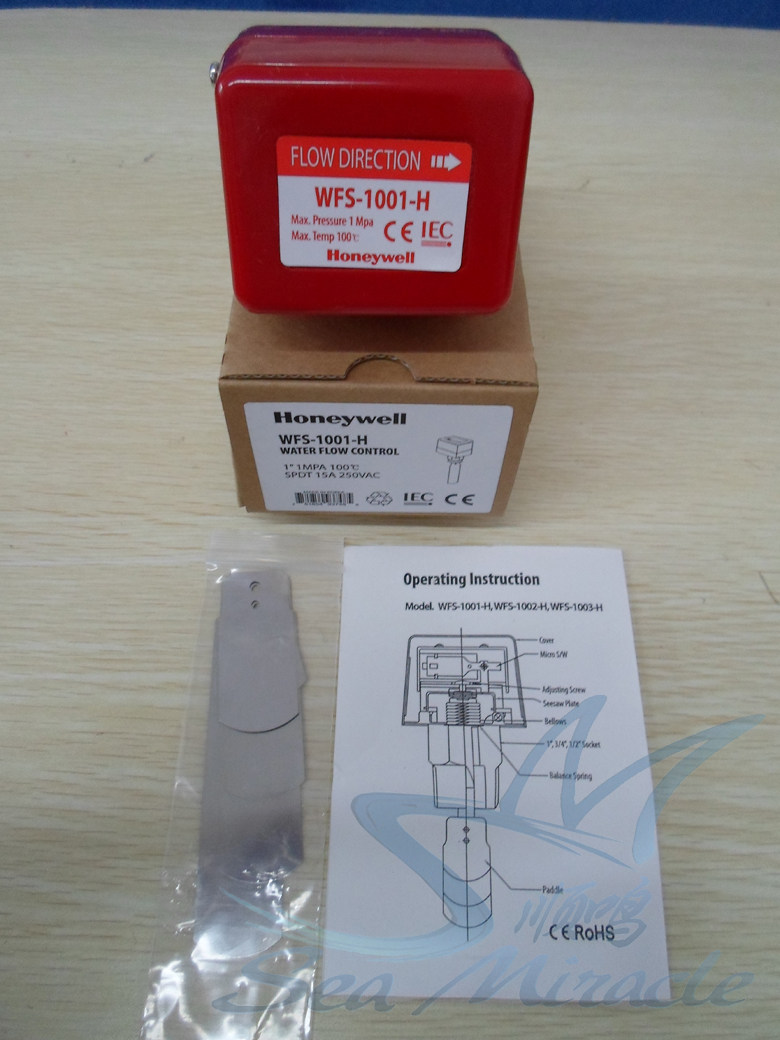 FLOW DIRECTION
WFS-1001-H
Max. Pressure 1 Mpa
Max. Temp 100℃
CE IEC
Honeywell
Honeywell
WFS-1001-H
WATER FLOW CONTROL
1" 1MPA 100℃
SPDT 15A 250VAC
IEC CE
Operating Instruction
Model. WFS-1001-H, WFS-1002-H, WFS-1003-H
Cover
Micro S/W
Adjusting Screw
Seesaw Plate
Bellows
1", 3/4", 1/2" Socket
Balance Spring
Paddle
CE RoHS
Sea Miracle